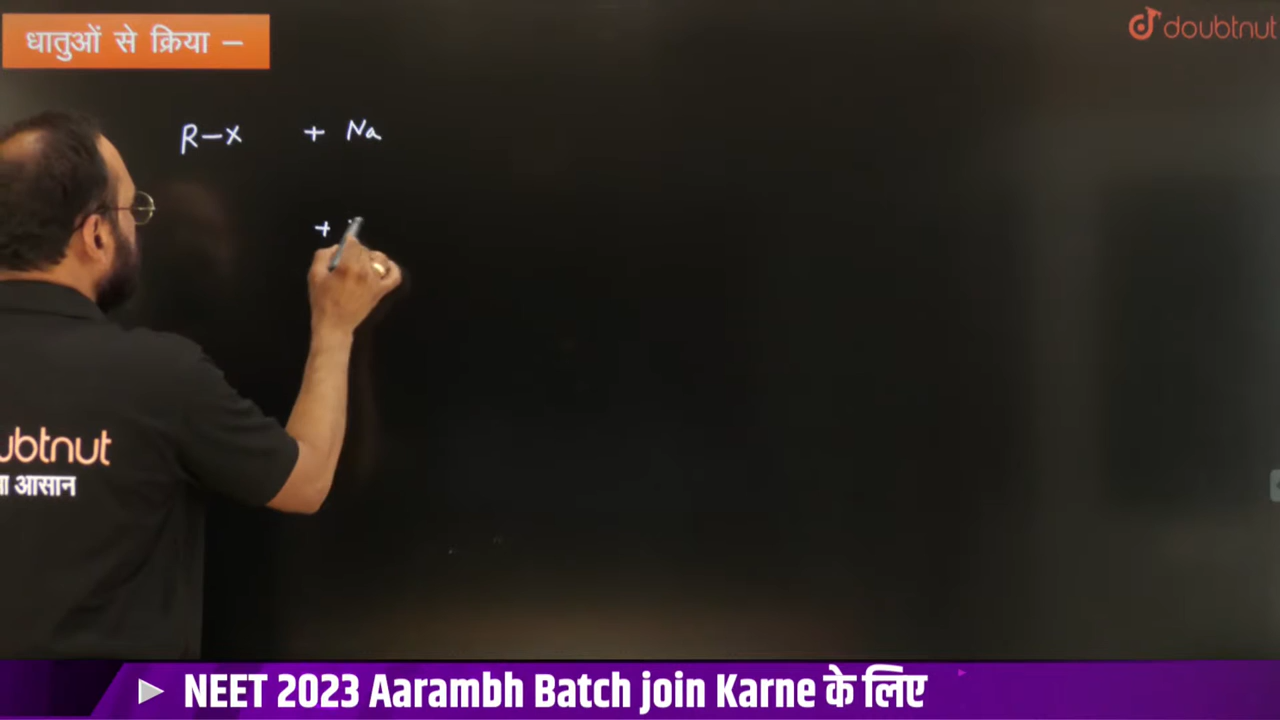 धातुओं से क्रिया –
doubtnut
R–X + Na
+
ubtnut
ा आसान
NEET 2023 Aarambh Batch join Karne के लिए